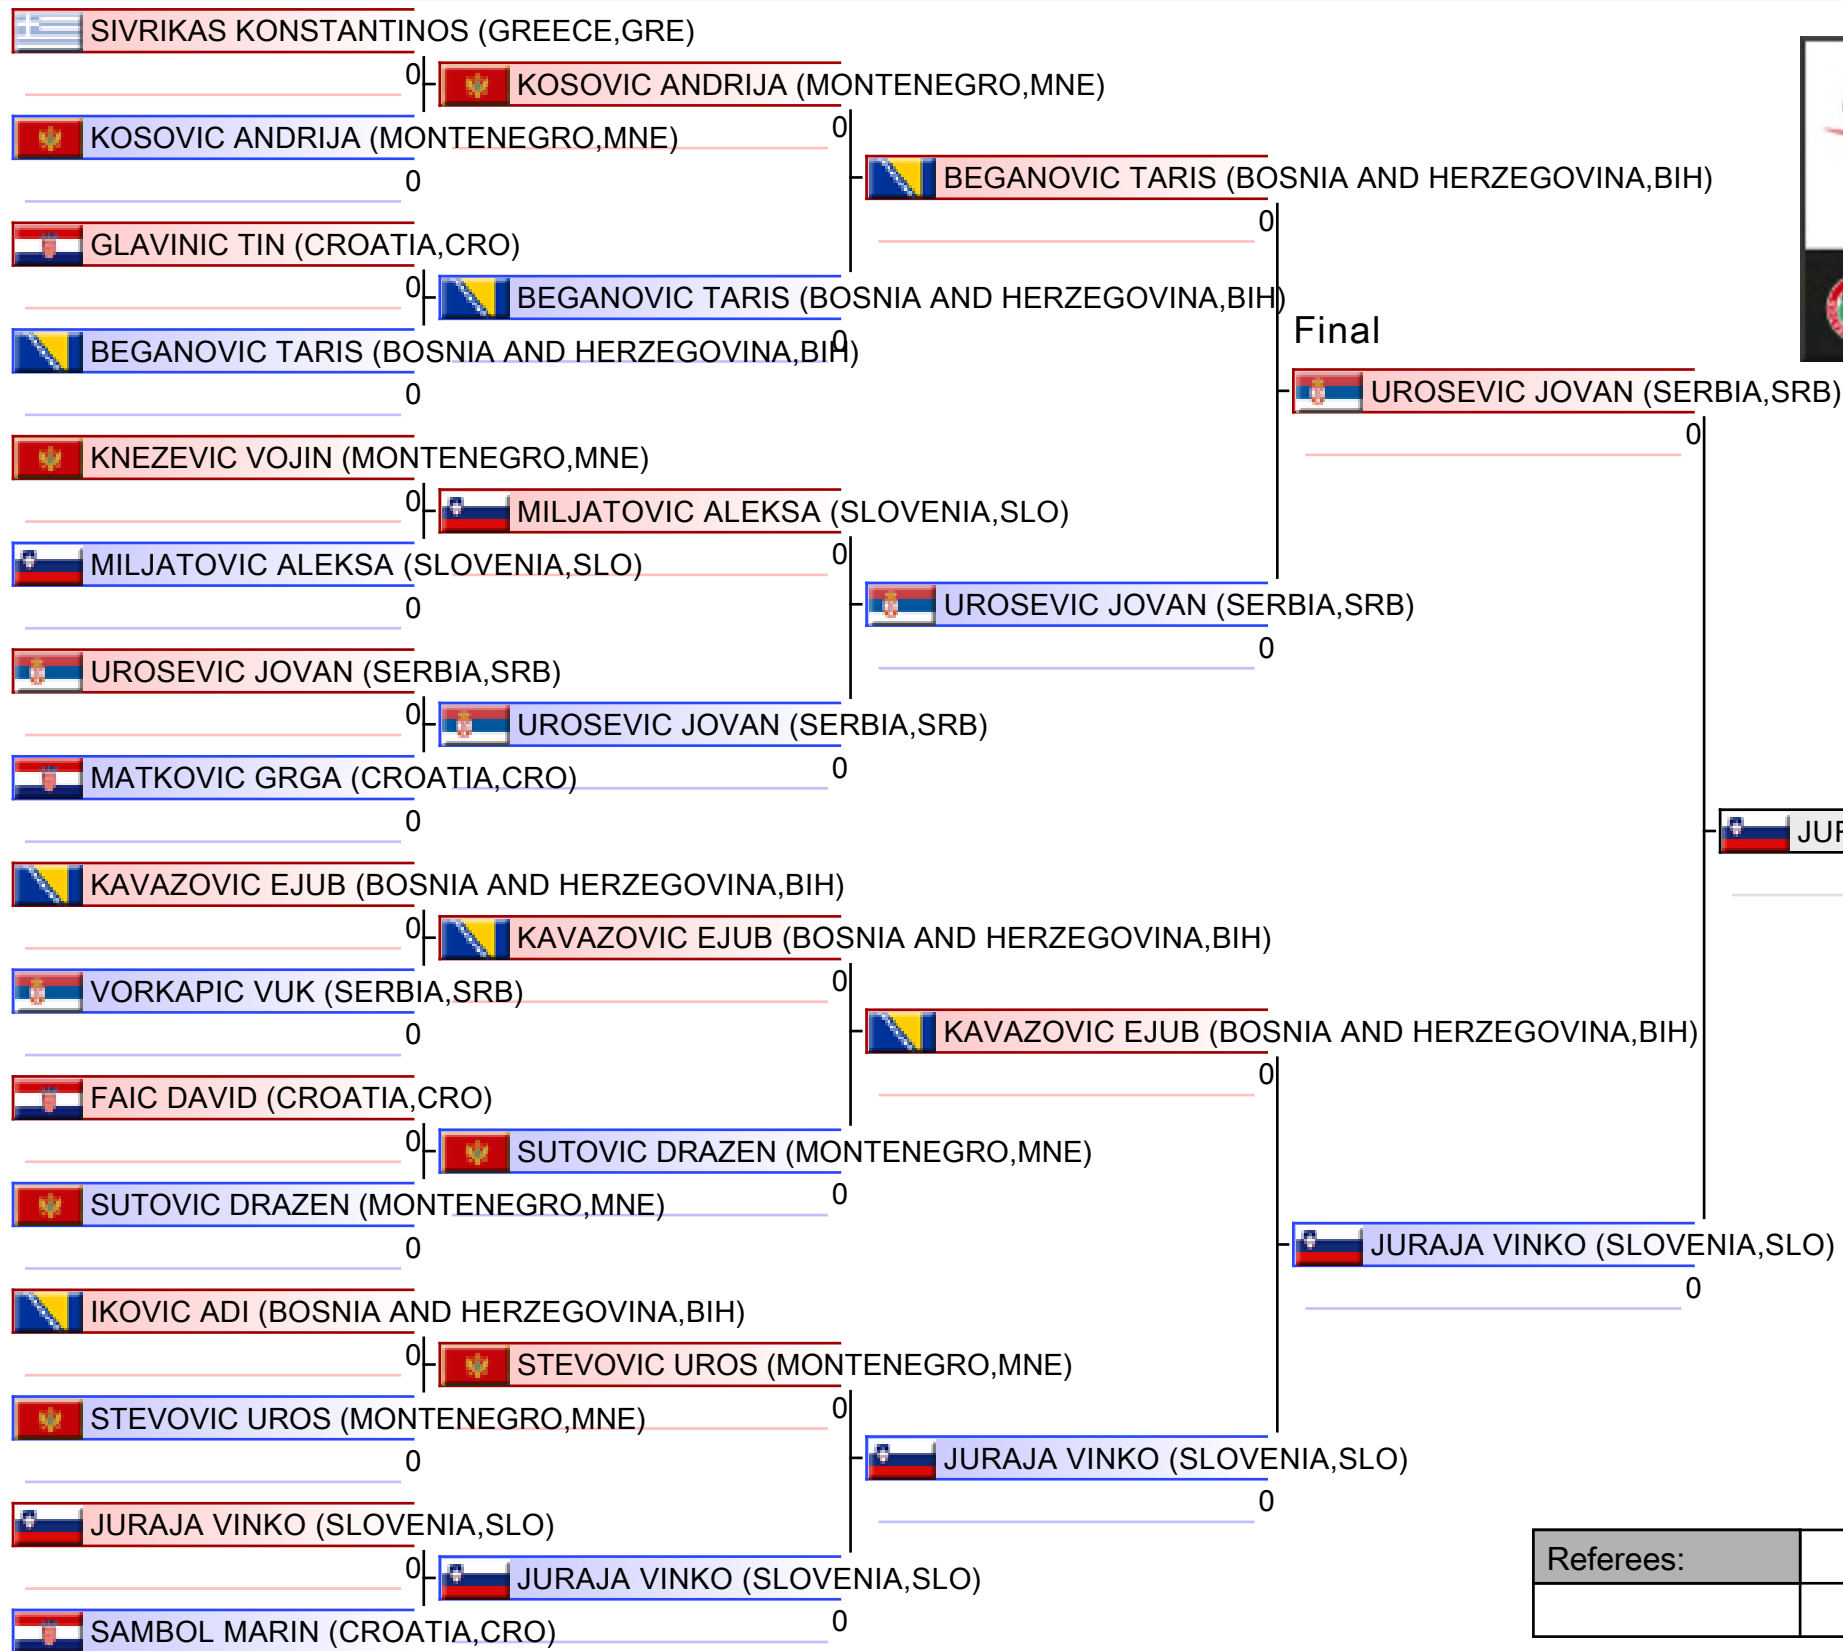 SIVRIKAS KONSTANTINOS (GREECE,GRE)
0
KOSOVIC ANDRIJA (MONTENEGRO,MNE)
KOSOVIC ANDRIJA (MONTENEGRO,MNE)
0
0
BEGANOVIC TARIS (BOSNIA AND HERZEGOVINA,BIH)
0
GLAVINIC TIN (CROATIA,CRO)
0
BEGANOVIC TARIS (BOSNIA AND HERZEGOVINA,BIH)
Final
BEGANOVIC TARIS (BOSNIA AND HERZEGOVINA,BIH)
0
0
UROSEVIC JOVAN (SERBIA,SRB)
0
KNEZEVIC VOJIN (MONTENEGRO,MNE)
0
MILJATOVIC ALEKSA (SLOVENIA,SLO)
MILJATOVIC ALEKSA (SLOVENIA,SLO)
0
0
UROSEVIC JOVAN (SERBIA,SRB)
0
UROSEVIC JOVAN (SERBIA,SRB)
0
UROSEVIC JOVAN (SERBIA,SRB)
MATKOVIC GRGA (CROATIA,CRO)
0
0
JUR
KAVAZOVIC EJUB (BOSNIA AND HERZEGOVINA,BIH)
0
KAVAZOVIC EJUB (BOSNIA AND HERZEGOVINA,BIH)
VORKAPIC VUK (SERBIA,SRB)
0
0
KAVAZOVIC EJUB (BOSNIA AND HERZEGOVINA,BIH)
0
FAIC DAVID (CROATIA,CRO)
0
SUTOVIC DRAZEN (MONTENEGRO,MNE)
SUTOVIC DRAZEN (MONTENEGRO,MNE)
0
0
JURAJA VINKO (SLOVENIA,SLO)
0
IKOVIC ADI (BOSNIA AND HERZEGOVINA,BIH)
0
STEVOVIC UROS (MONTENEGRO,MNE)
STEVOVIC UROS (MONTENEGRO,MNE)
0
0
JURAJA VINKO (SLOVENIA,SLO)
0
JURAJA VINKO (SLOVENIA,SLO)
0
JURAJA VINKO (SLOVENIA,SLO)
SAMBOL MARIN (CROATIA,CRO)
0
Referees: